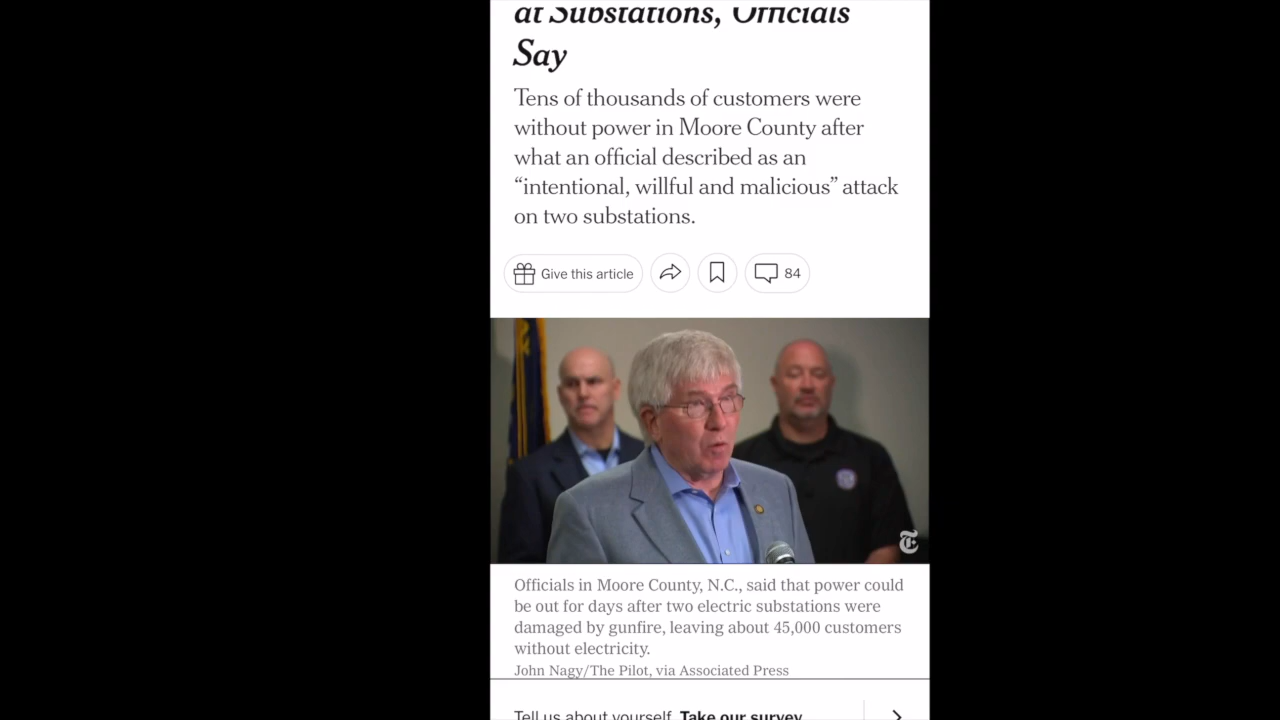 at Substations, Officials
Say
Tens of thousands of customers were
without power in Moore County after
what an official described as an
“intentional, willful and malicious” attack
on two substations.
Give this article
84
T
Officials in Moore County, N.C., said that power could
be out for days after two electric substations were
damaged by gunfire, leaving about 45,000 customers
without electricity.
John Nagy/The Pilot, via Associated Press
Tell us about yourself. Take our survey.